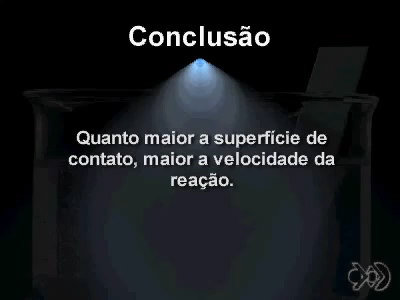 Conclusão
Quanto maior a superfície de
contato, maior a velocidade da
reação.